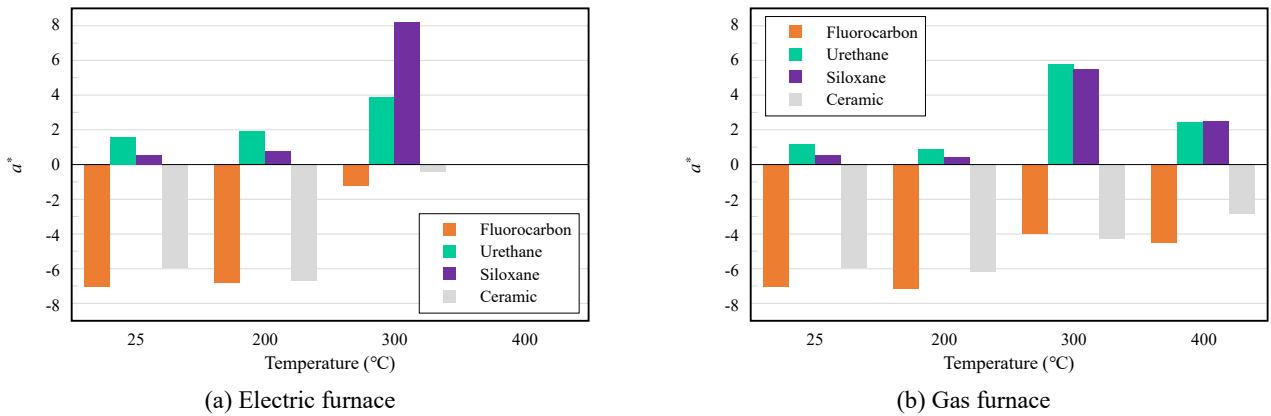 8
6
4
2
0
-2
-4
-6
-8
a*
Fluorocarbon
Urethane
Siloxane
Ceramic
25 200 300 400
Temperature (℃)
(a) Electric furnace
8
6
4
2
0
-2
-4
-6
-8
a*
Fluorocarbon
Urethane
Siloxane
Ceramic
25 200 300 400
Temperature (℃)
(b) Gas furnace